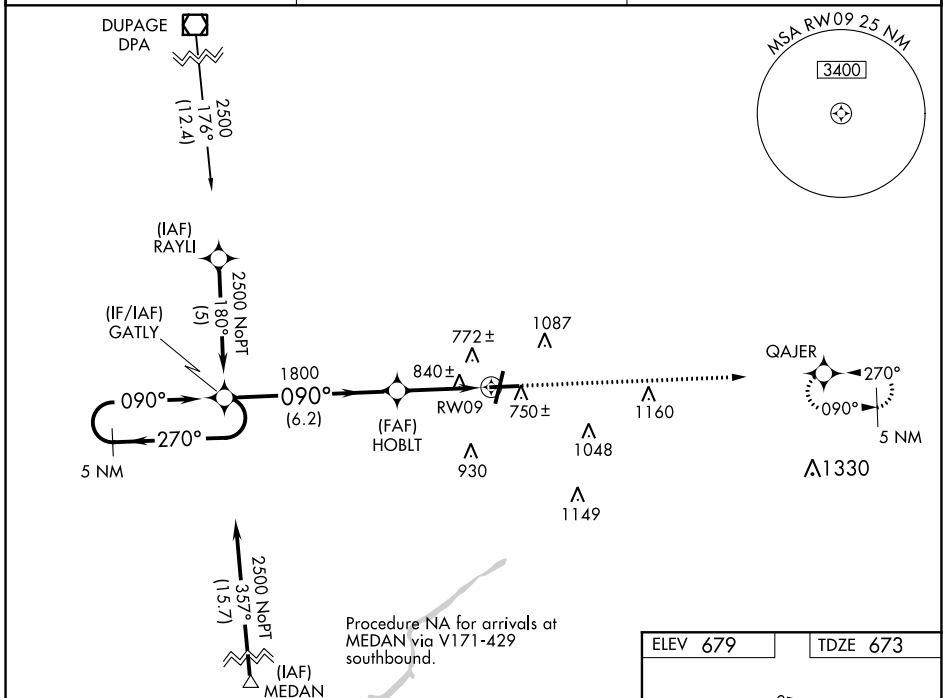 DUPAGE
DPA
MSA RW09 25 NM
3400
2500
176°
(12.4)
(IAF)
RAYLI
2500 NoPT
180°
(5)
(IF/IAF)
GATLY
1800
090°
(6.2)
090°
270°
5 NM
(FAF)
HOBLT
840±
772±
1087
RW09
750±
1160
930
1048
1149
QAJER
270°
090°
5 NM
1330
2500 NoPT
357°
(15.7)
(IAF)
MEDAN
Procedure NA for arrivals at
MEDAN via V171-429
southbound.
ELEV 679
TDZE 673